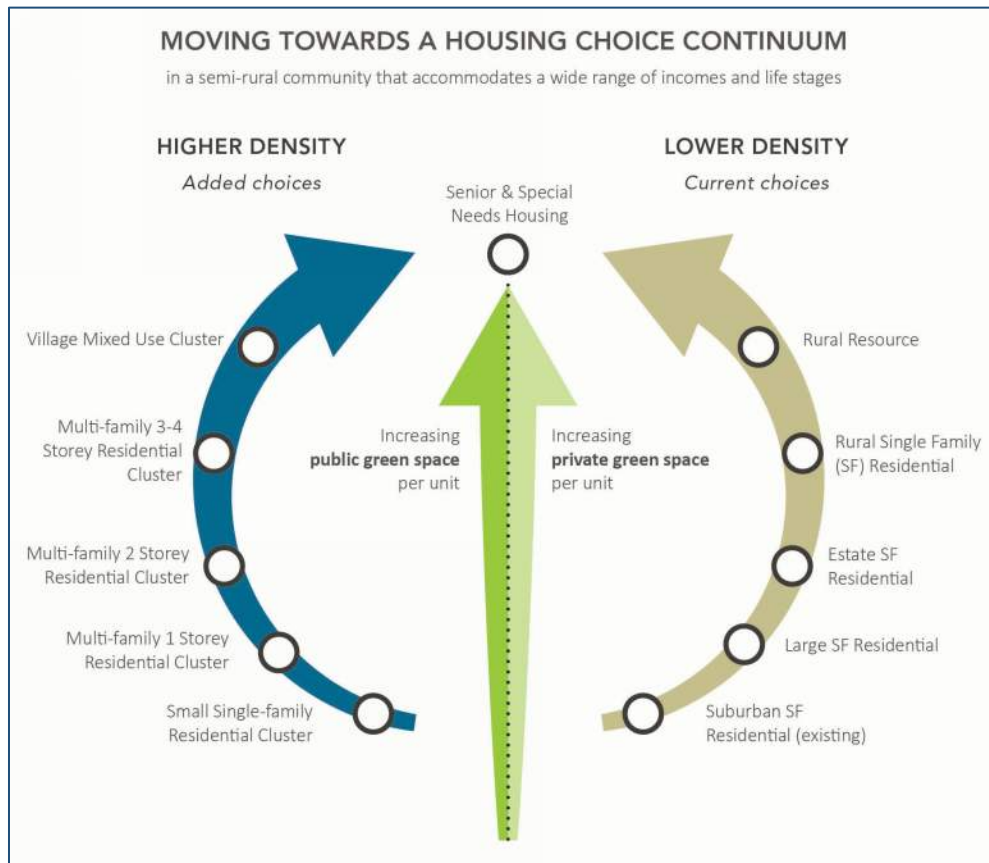 MOVING TOWARDS A HOUSING CHOICE CONTINUUM
in a semi-rural community that accommodates a wide range of incomes and life stages
HIGHER DENSITY
Added choices
LOWER DENSITY
Current choices
Senior & Special
Needs Housing
Village Mixed Use Cluster
Multi-family 3-4
Storey Residential
Cluster
Multi-family 2 Storey
Residential Cluster
Multi-family 1 Storey
Residential Cluster
Small Single-family
Residential Cluster
Increasing
public green space
per unit
Increasing
private green space
per unit
Rural Resource
Rural Single Family
(SF) Residential
Estate SF
Residential
Large SF Residential
Suburban SF
Residential (existing)